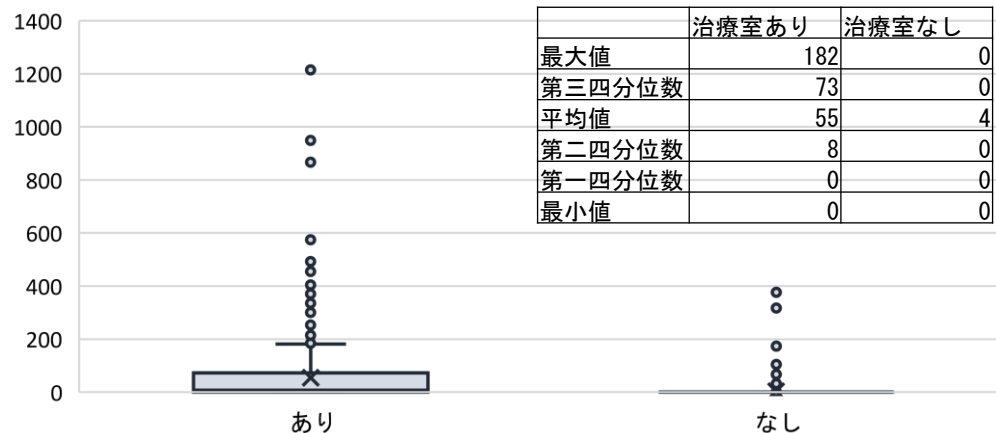 1400
1200
1000
800
600
400
200
0
あり
なし
治療室あり 治療室なし
最大値 182 0
第三四分位数 73 0
平均値 55 4
第二四分位数 8 0
第一四分位数 0 0
最小値 0 0